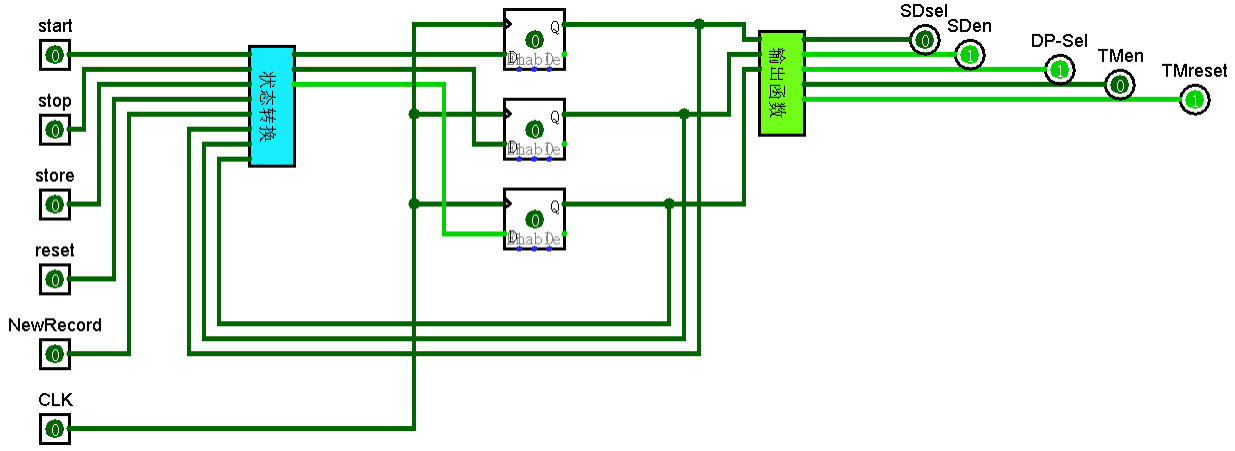 start
stop
store
reset
NewRecord
CLK
0
0
0
0
0
0
状态转换
Q
0
D
Q
0
D
Q
0
D
输出函数
SDsel
SDen
DP-Sel
TMen
TMreset
0
1
1
0
1